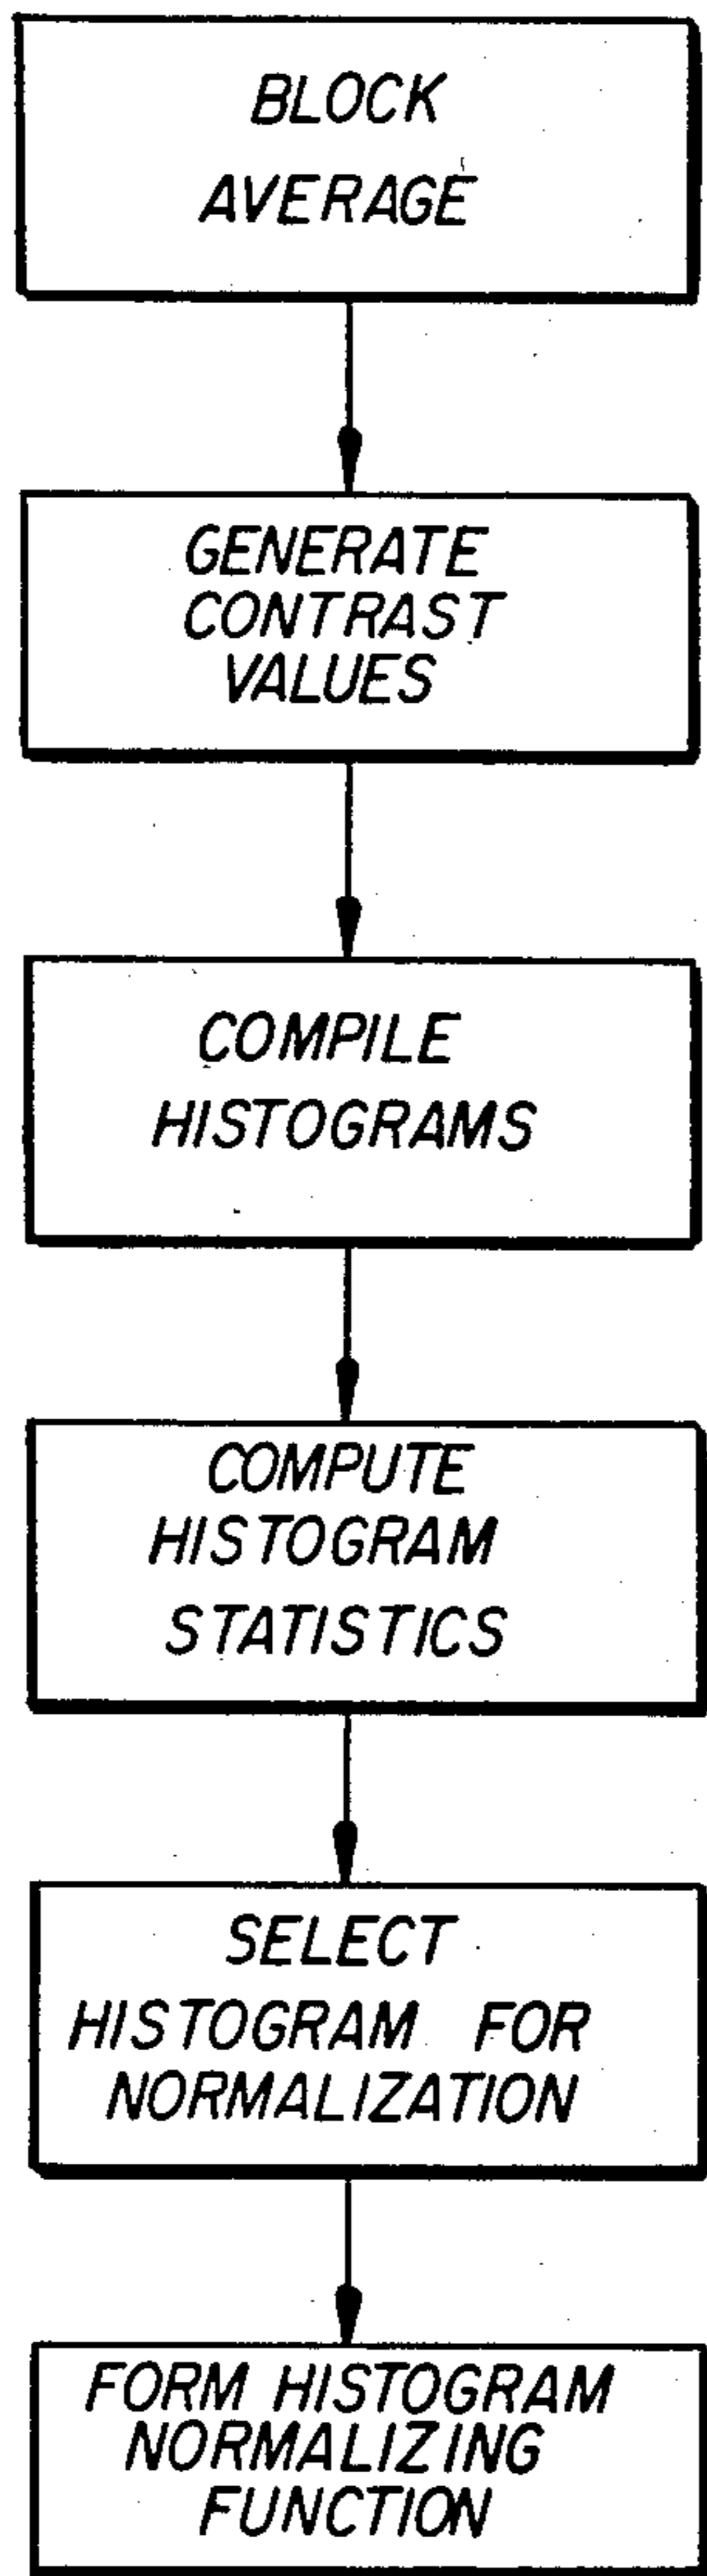 BLOCK
AVERAGE
GENERATE
CONTRAST
VALUES
COMPILE
HISTOGRAMS
COMPUTE
HISTOGRAM
STATISTICS
SELECT
HISTOGRAM FOR
NORMALIZATION
FORM HISTOGRAM
NORMALIZING
FUNCTION